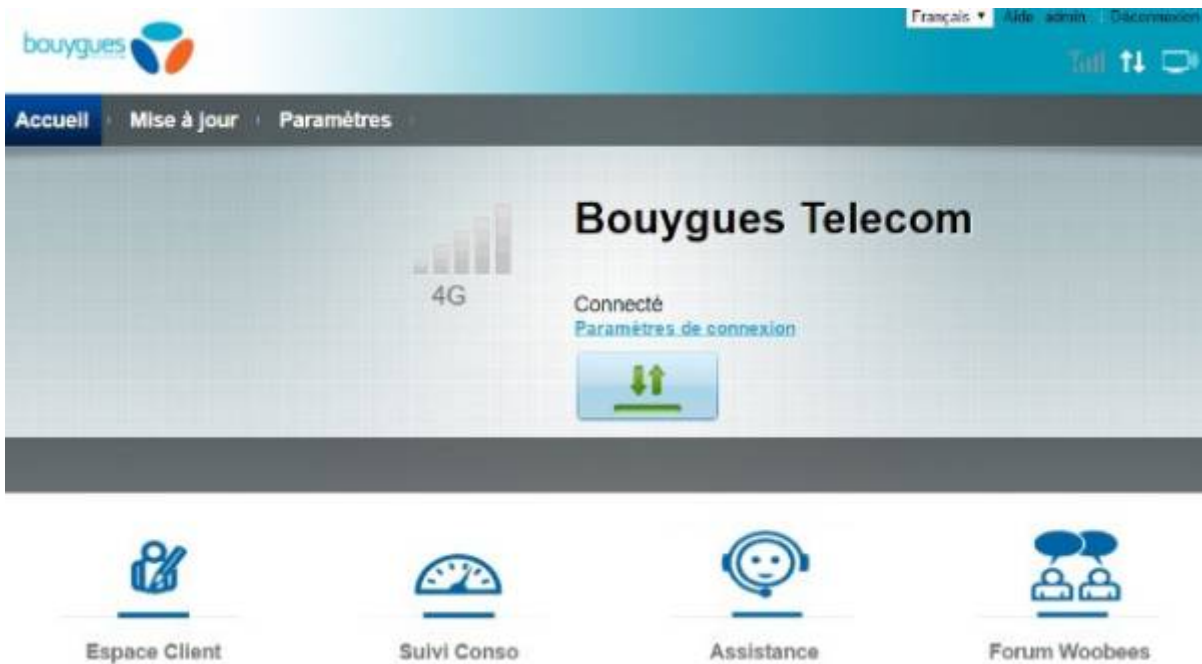 Français
Aide admin Déconnexion
bouygues
Accueil
Mise à jour
Paramètres
Bouygues Telecom
4G
Connecté
Paramètres de connexion
Espace Client
Suivi Conso
Assistance
Forum Woobees